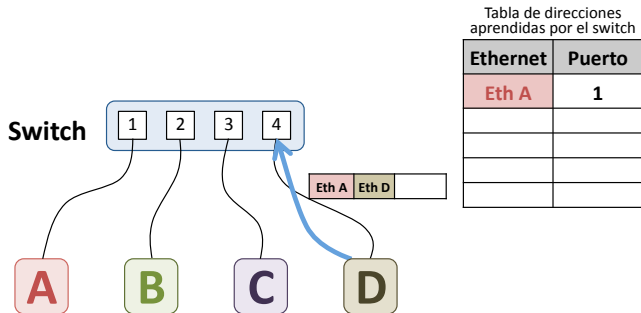 Tabla de direcciones
aprendidas por el switch
Ethernet Puerto
Eth A 1
Switch 1 2 3 4
Eth A Eth D
A B C D